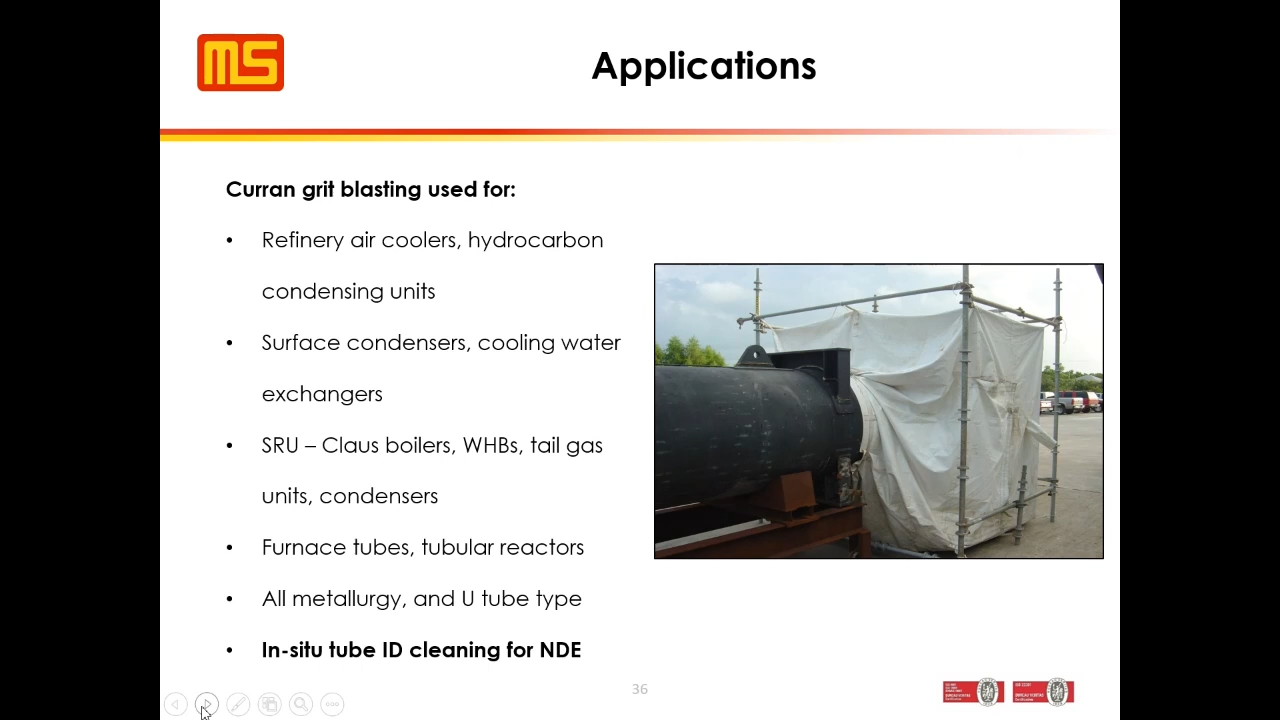 MS
Applications
Curran grit blasting used for:
• Refinery air coolers, hydrocarbon
condensing units
• Surface condensers, cooling water
exchangers
• SRU – Claus boilers, WHBs, tail gas
units, condensers
• Furnace tubes, tubular reactors
• All metallurgy, and U tube type
• In-situ tube ID cleaning for NDE
36